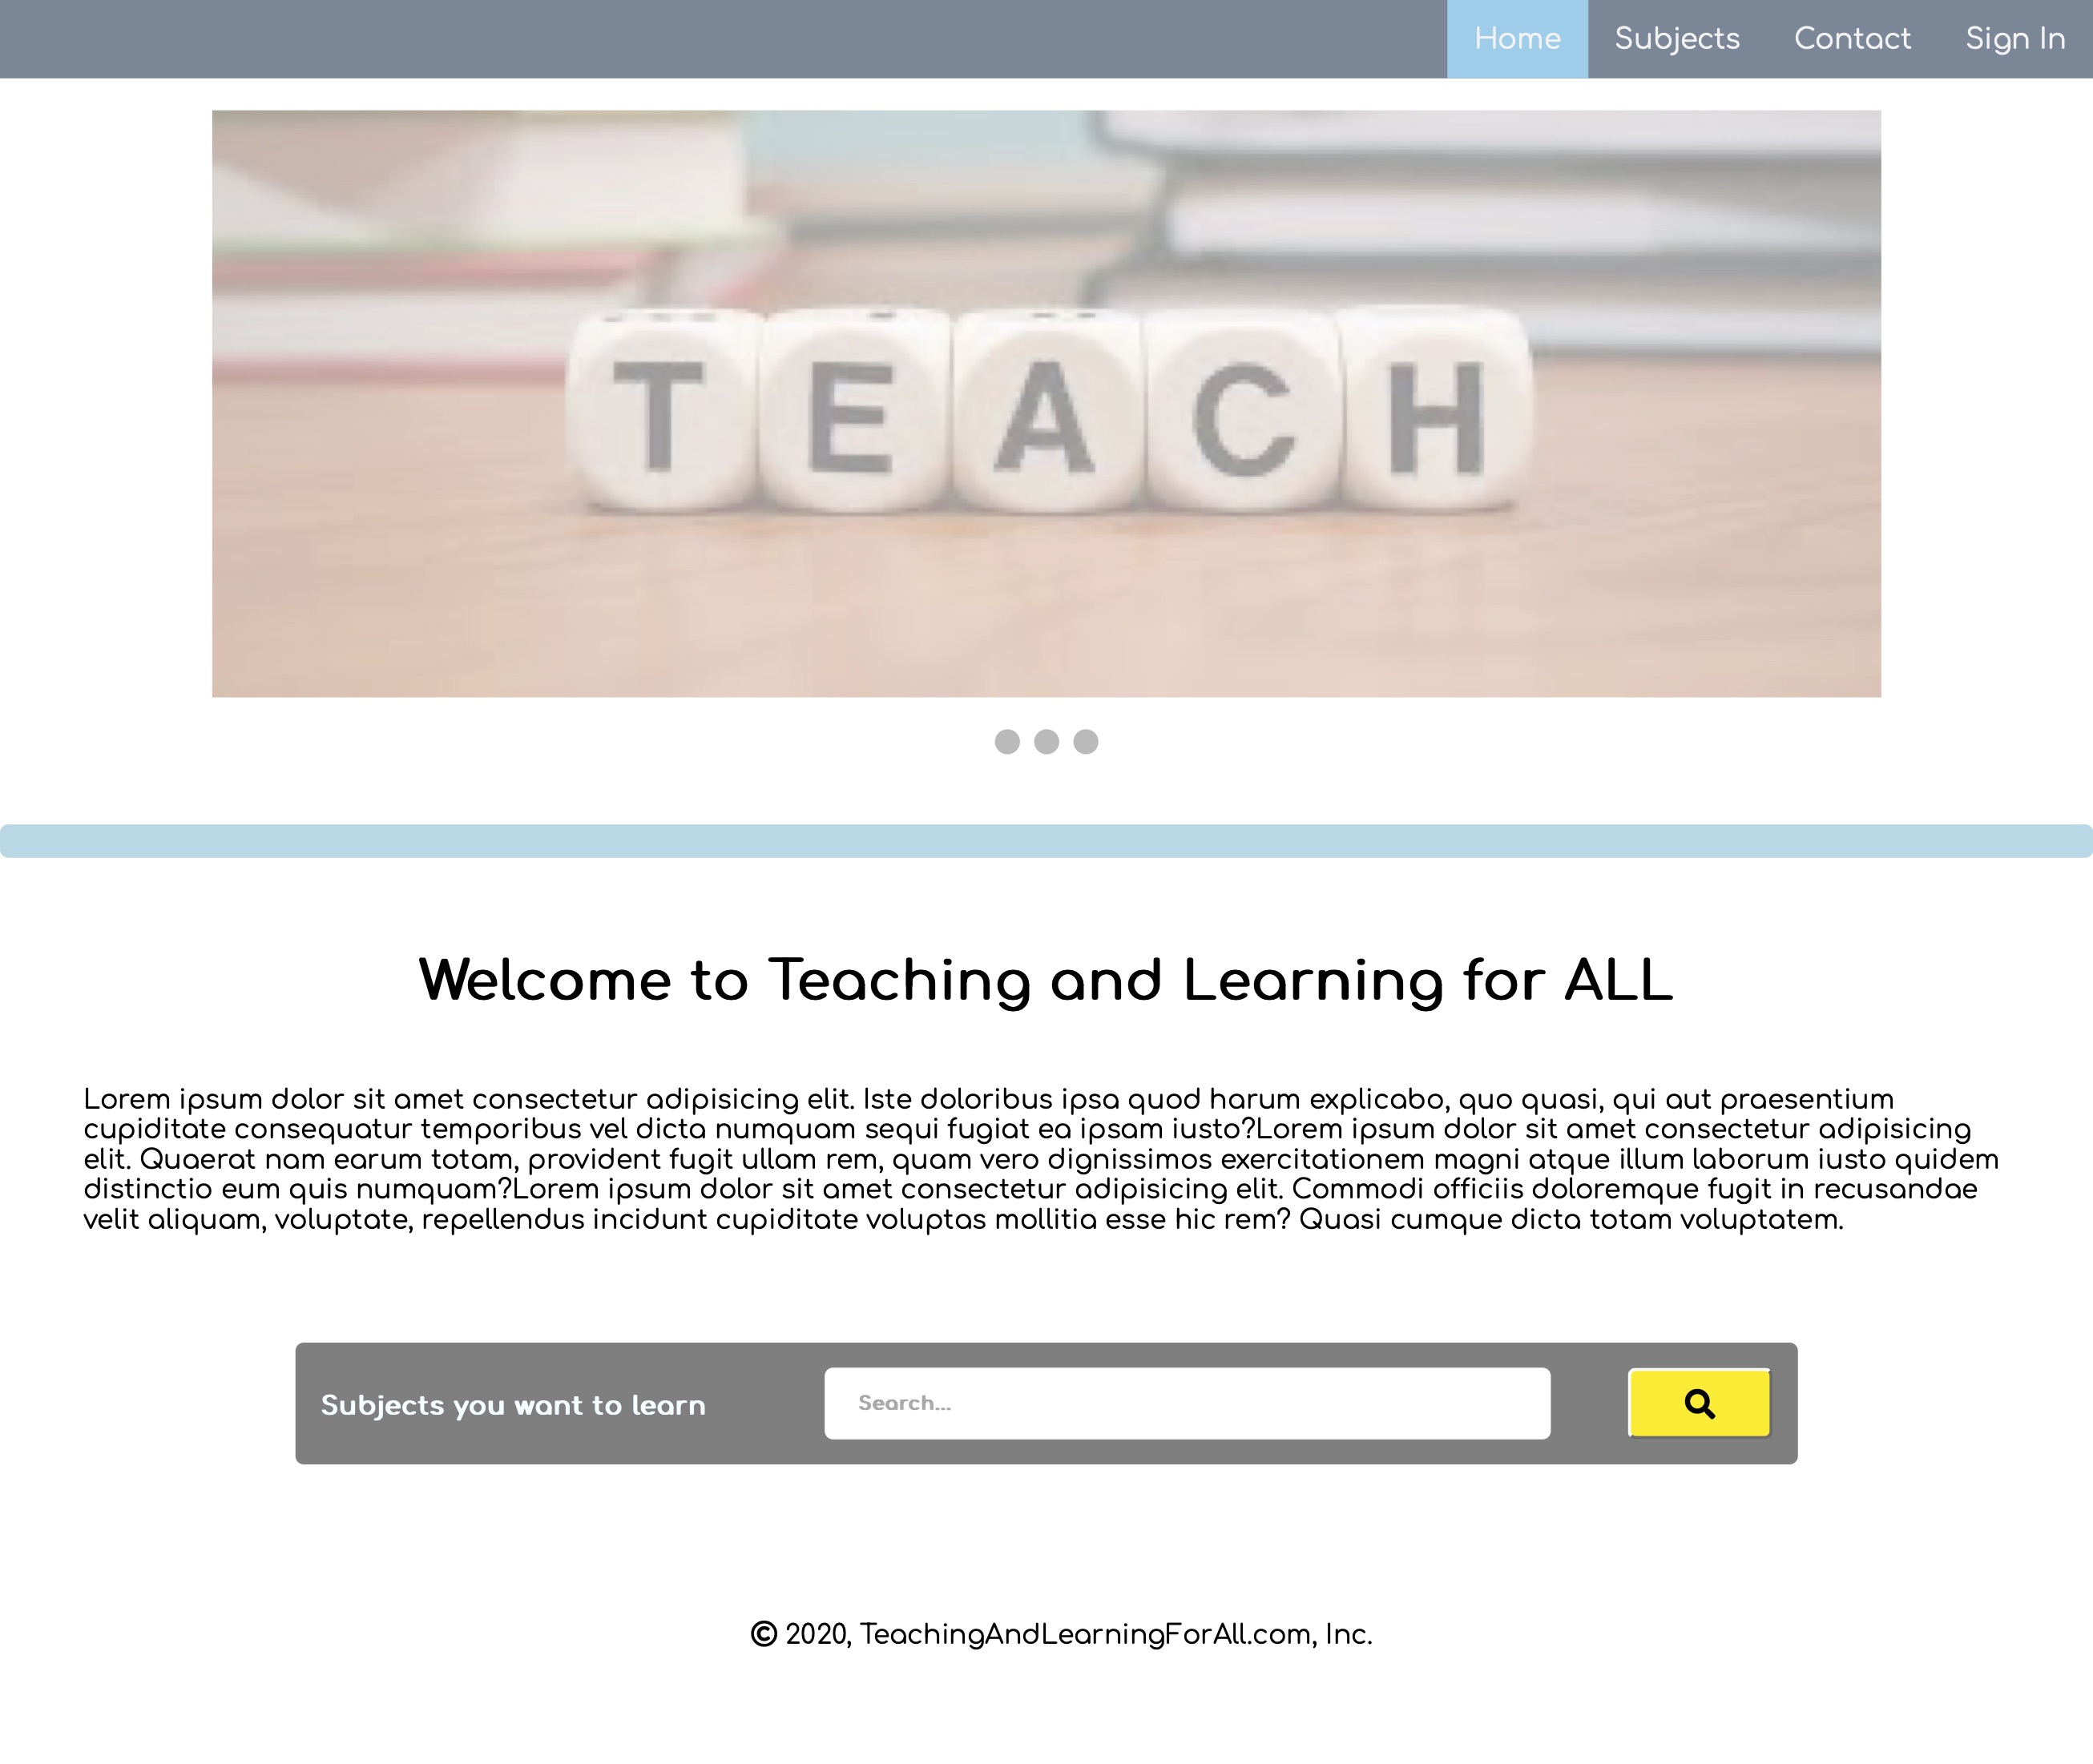 Home Subjects Contact Sign In
TEACH
Welcome to Teaching and Learning for ALL
Lorem ipsum dolor sit amet consectetur adipisicing elit. Iste doloribus ipsa quod harum explicabo, quo quasi, qui aut praesentium
cupiditate consequatur temporibus vel dicta numquam sequi fugiat ea ipsam iusto?Lorem ipsum dolor sit amet consectetur adipisicing
elit. Quaerat nam earum totam, provident fugit ullam rem, quam vero dignissimos exercitationem magni atque illum laborum iusto quidem
distinctio eum quis numquam?Lorem ipsum dolor sit amet consectetur adipisicing elit. Commodi officiis doloremque fugit in recusandae
velit aliquam, voluptate, repellendus incidunt cupiditate voluptas mollitia esse hic rem? Quasi cumque dicta totam voluptatem.
Subjects you want to learn Search...
© 2020, TeachingAndLearningForAll.com, Inc.